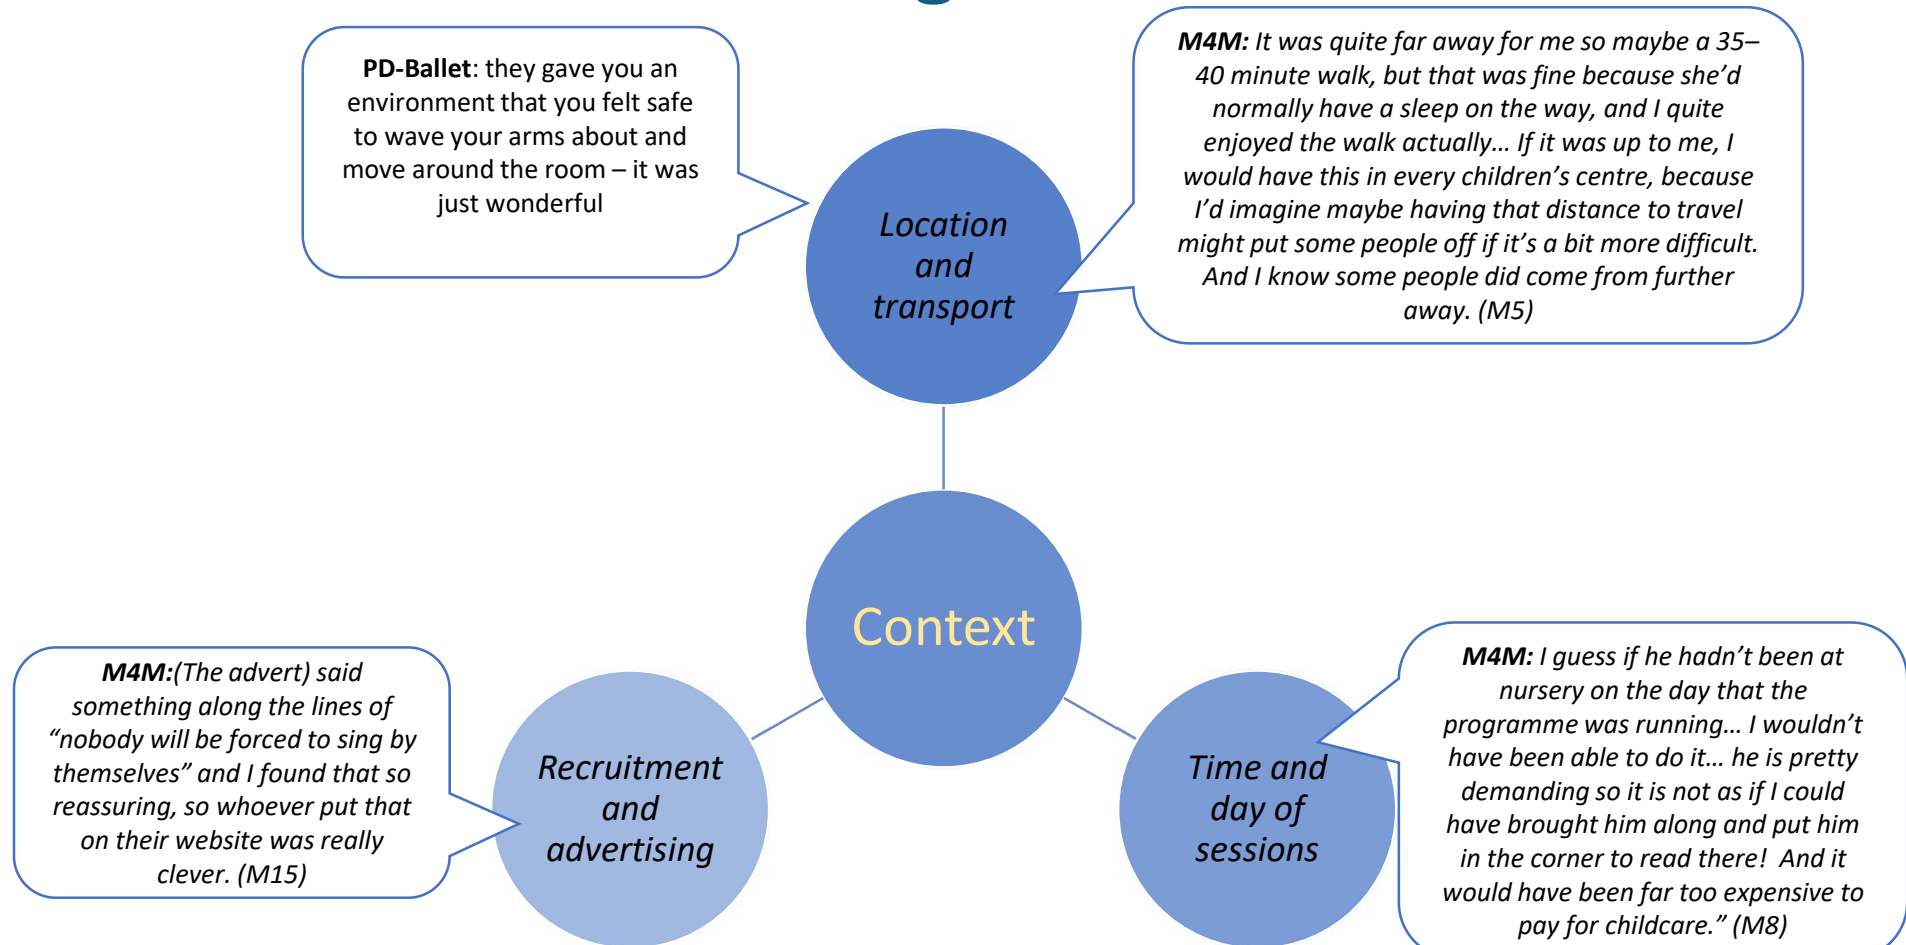 PD-Ballet: they gave you an
environment that you felt safe
to wave your arms about and
move around the room – it was
just wonderful
M4M: It was quite far away for me so maybe a 35–
40 minute walk, but that was fine because she’d
normally have a sleep on the way, and I quite
enjoyed the walk actually… If it was up to me, I
would have this in every children’s centre, because
I’d imagine maybe having that distance to travel
might put some people off if it’s a bit more difficult.
And I know some people did come from further
away. (M5)
Location
and
transport
Context
M4M:(The advert) said
something along the lines of
“nobody will be forced to sing by
themselves” and I found that so
reassuring, so whoever put that
on their website was really
clever. (M15)
Recruitment
and
advertising
Time and
day of
sessions
M4M: I guess if he hadn’t been at
nursery on the day that the
programme was running… I wouldn’t
have been able to do it… he is pretty
demanding so it is not as if I could
have brought him along and put him
in the corner to read there!  And it
would have been far too expensive to
pay for childcare.” (M8)